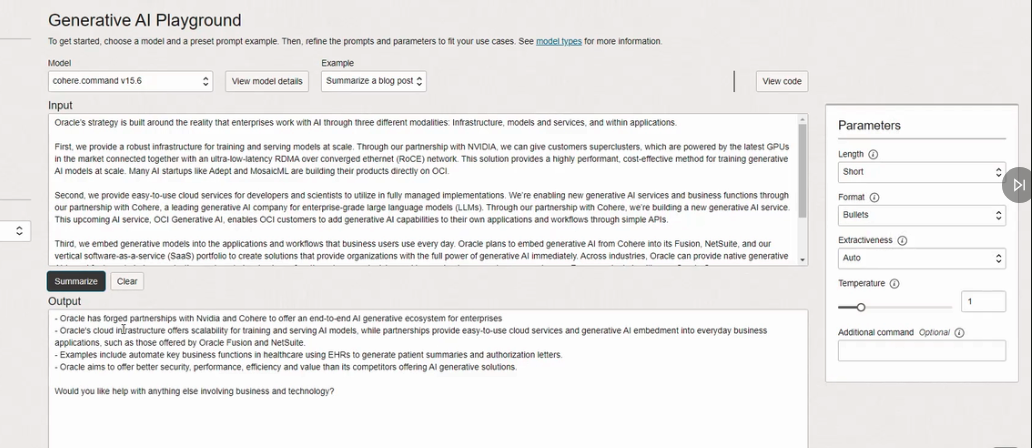 Generative AI Playground
To get started, choose a model and a preset prompt example. Then, refine the prompts and parameters to fit your use cases. See model types for more information.
Model
Example
cohere.command v15.6
View model details
Summarize a blog post
View code
Input
Oracle's strategy is built around the reality that enterprises work with AI through three different modalities: Infrastructure, models and services, and within applications.
First, we provide a robust infrastructure for training and serving models at scale. Through our partnership with NVIDIA, we can give customers superclusters, which are powered by the latest GPUs
in the market connected together with an ultra-low-latency RDMA over converged ethernet (RoCE) network. This solution provides a highly performant, cost-effective method for training generative
AI models at scale. Many AI startups like Adept and MosaicML are building their products directly on OCI.
Second, we provide easy-to-use cloud services for developers and scientists to utilize in fully managed implementations. We're enabling new generative AI services and business functions through
our partnership with Cohere, a leading generative AI company for enterprise-grade large language models (LLMs). Through our partnership with Cohere, we're building a new generative AI service.
This upcoming AI service, OCI Generative AI, enables OCI customers to add generative AI capabilities to their own applications and workflows through simple APIs.
Third, we embed generative models into the applications and workflows that business users use every day. Oracle plans to embed generative AI from Cohere into its Fusion, NetSuite, and our
vertical software-as-a-service (SaaS) portfolio to create solutions that provide organizations with the full power of generative AI immediately. Across industries, Oracle can provide native generative
Summarize
Clear
Output
- Oracle has forged partnerships with Nvidia and Cohere to offer an end-to-end AI generative ecosystem for enterprises
- Oracle's cloud infrastructure offers scalability for training and serving AI models, while partnerships provide easy-to-use cloud services and generative AI embedment into everyday business
applications, such as those offered by Oracle Fusion and NetSuite.
- Examples include automate key business functions in healthcare using EHRs to generate patient summaries and authorization letters.
- Oracle aims to offer better security, performance, efficiency and value than its competitors offering AI generative solutions.
Would you like help with anything else involving business and technology?
Parameters
Length
Short
Format
Bullets
Extractiveness
Auto
Temperature
1
Additional command Optional